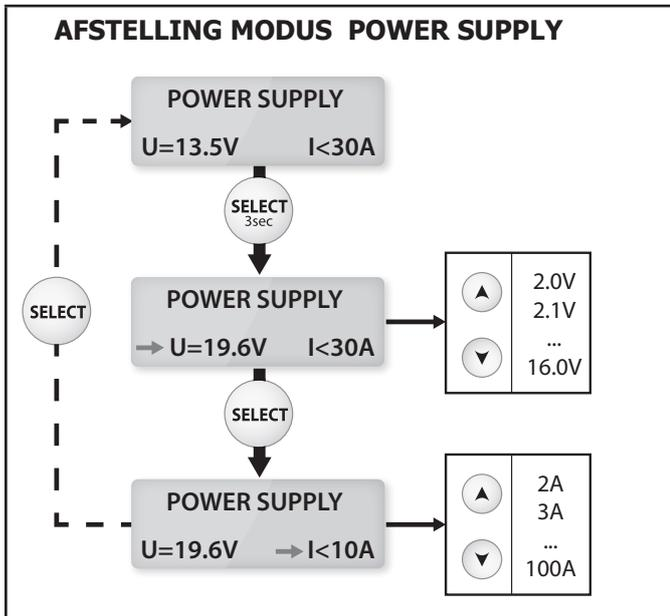 AFSTELLING MODUS POWER SUPPLY
POWER SUPPLY
U=13.5V I<30A
SELECT
3sec
POWER SUPPLY
U=19.6V I<30A
2.0V
2.1V
...
16.0V
SELECT
SELECT
POWER SUPPLY
U=19.6V I<10A
2A
3A
...
100A